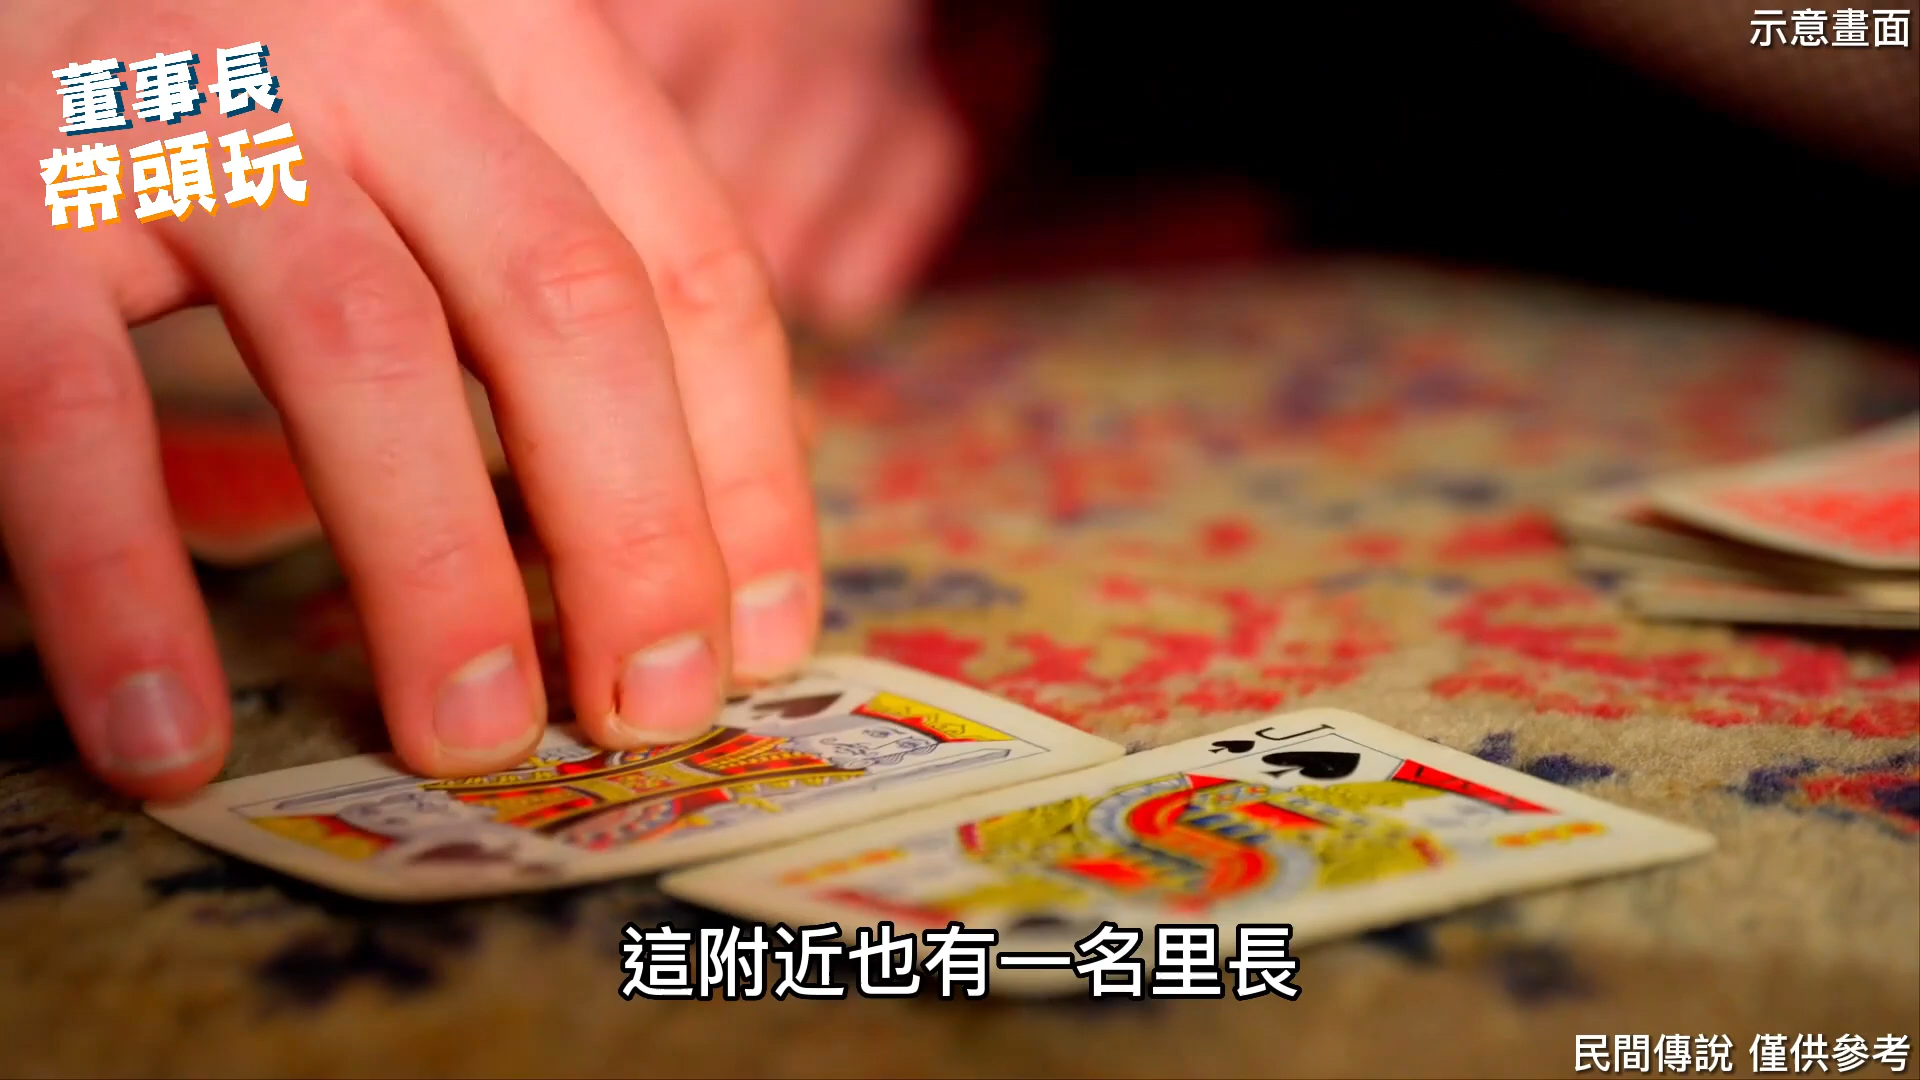 示意畫面
董事長
帶頭玩
J
這附近也有一名里長
民間傳說 僅供參考